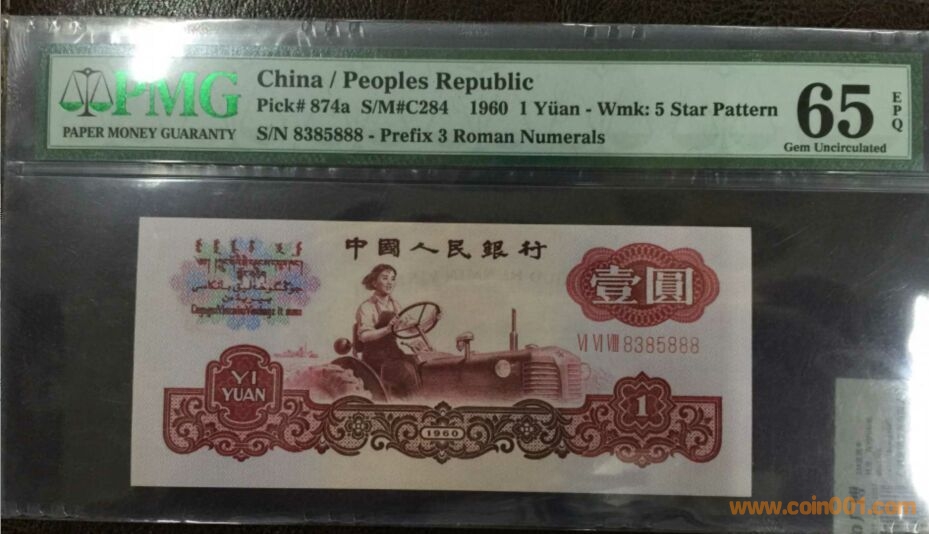 PMG
PAPER MONEY GUARANTY
China / Peoples Republic
Pick# 874a S/M#C284 1960 1 Yüan - Wmk: 5 Star Pattern
S/N 8385888 - Prefix 3 Roman Numerals
65
EPQ
Gem Uncirculated
中國人民銀行
壹圓
VI VI VIII 8385888
YI
YUAN
1960
1
www.coin001.com